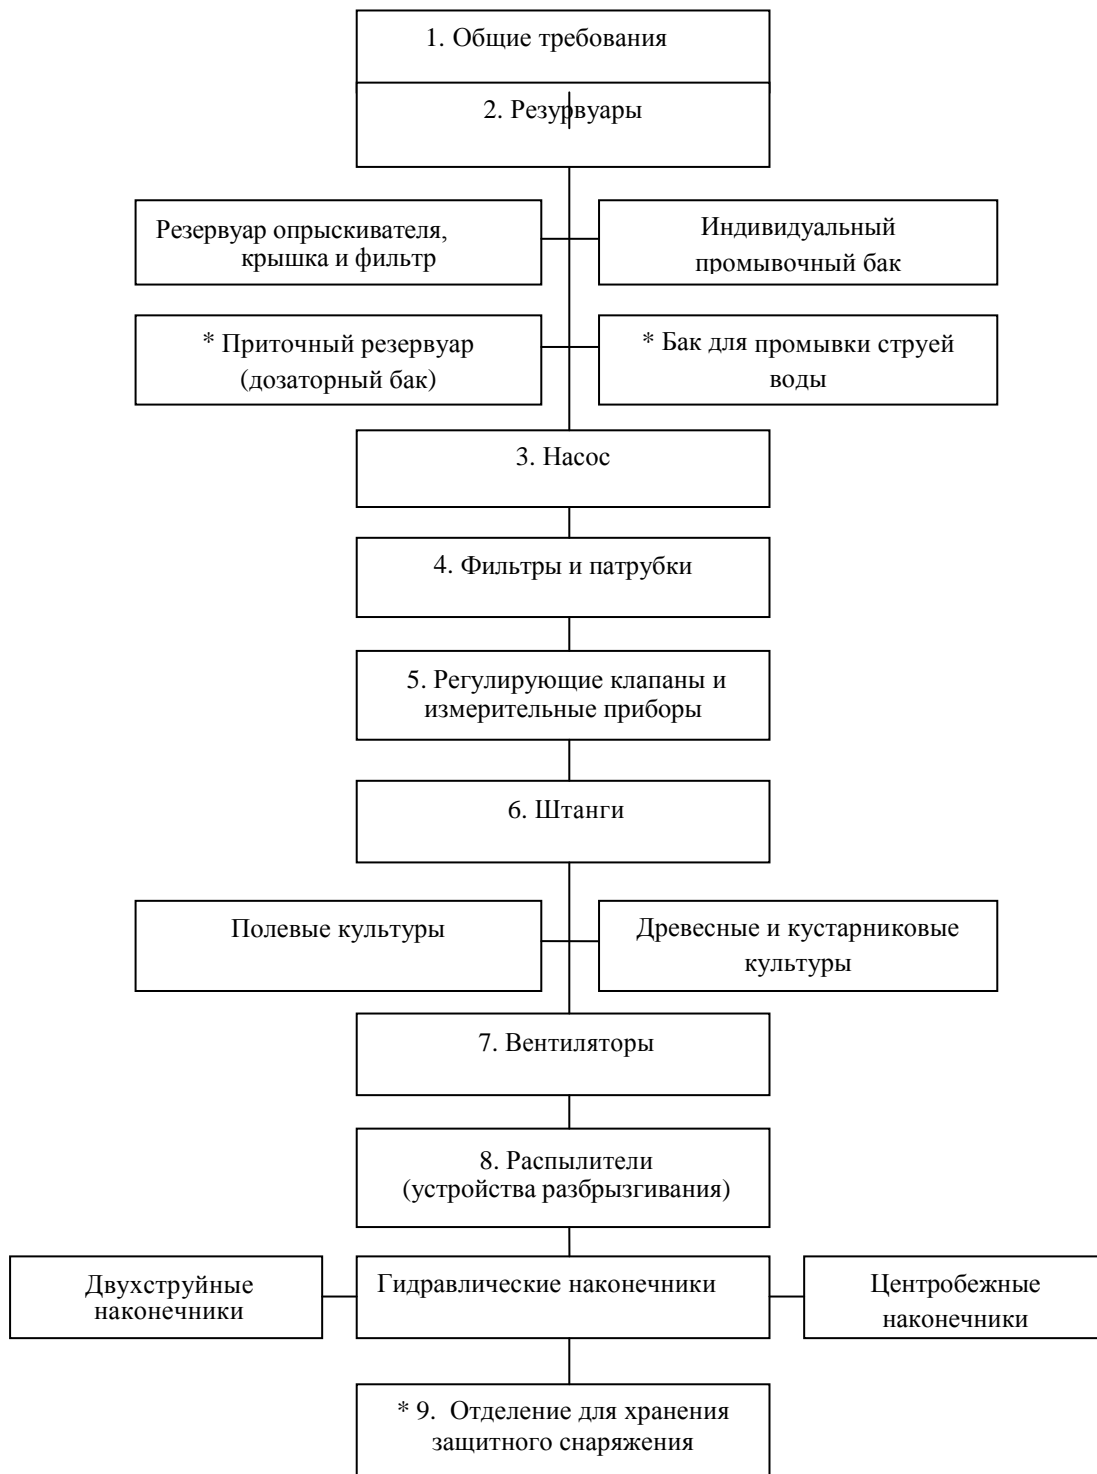 1. Общие требования
2. Резурвуары
Резервуар опрыскивателя,
крышка и фильтр
Индивидуальный
промывочный бак
* Приточный резервуар
(дозаторный бак)
* Бак для промывки струей
воды
3. Насос
4. Фильтры и патрубки
5. Регулирующие клапаны и
измерительные приборы
6. Штанги
Полевые культуры
Древесные и кустарниковые
культуры
7. Вентиляторы
8. Распылители
(устройства разбрызгивания)
Двухструйные
наконечники
Гидравлические наконечники
Центробежные
наконечники
* 9. Отделение для хранения
защитного снаряжения